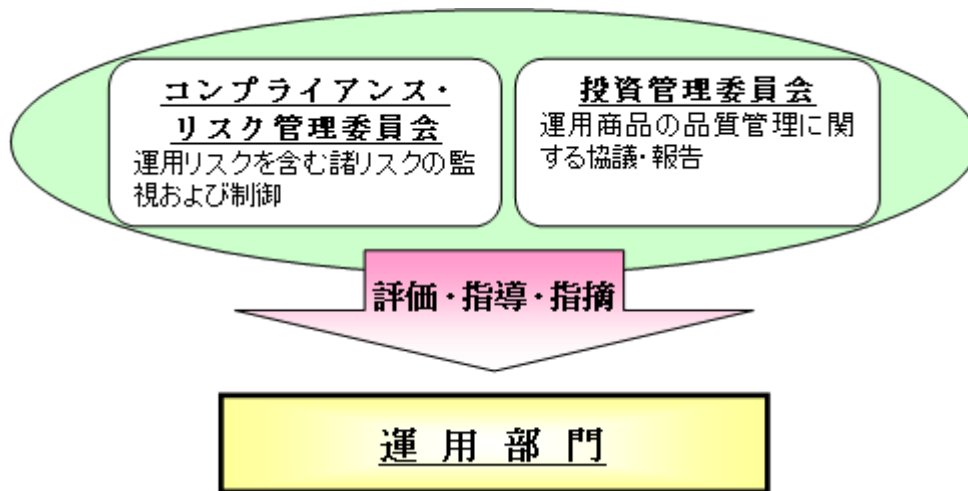 コンプライアンス・
リスク管理委員会
運用リスクを含む諸リスクの監
視および制御
投資管理委員会
運用商品の品質管理に関
する協議・報告
評価・指導・指摘
運用部門